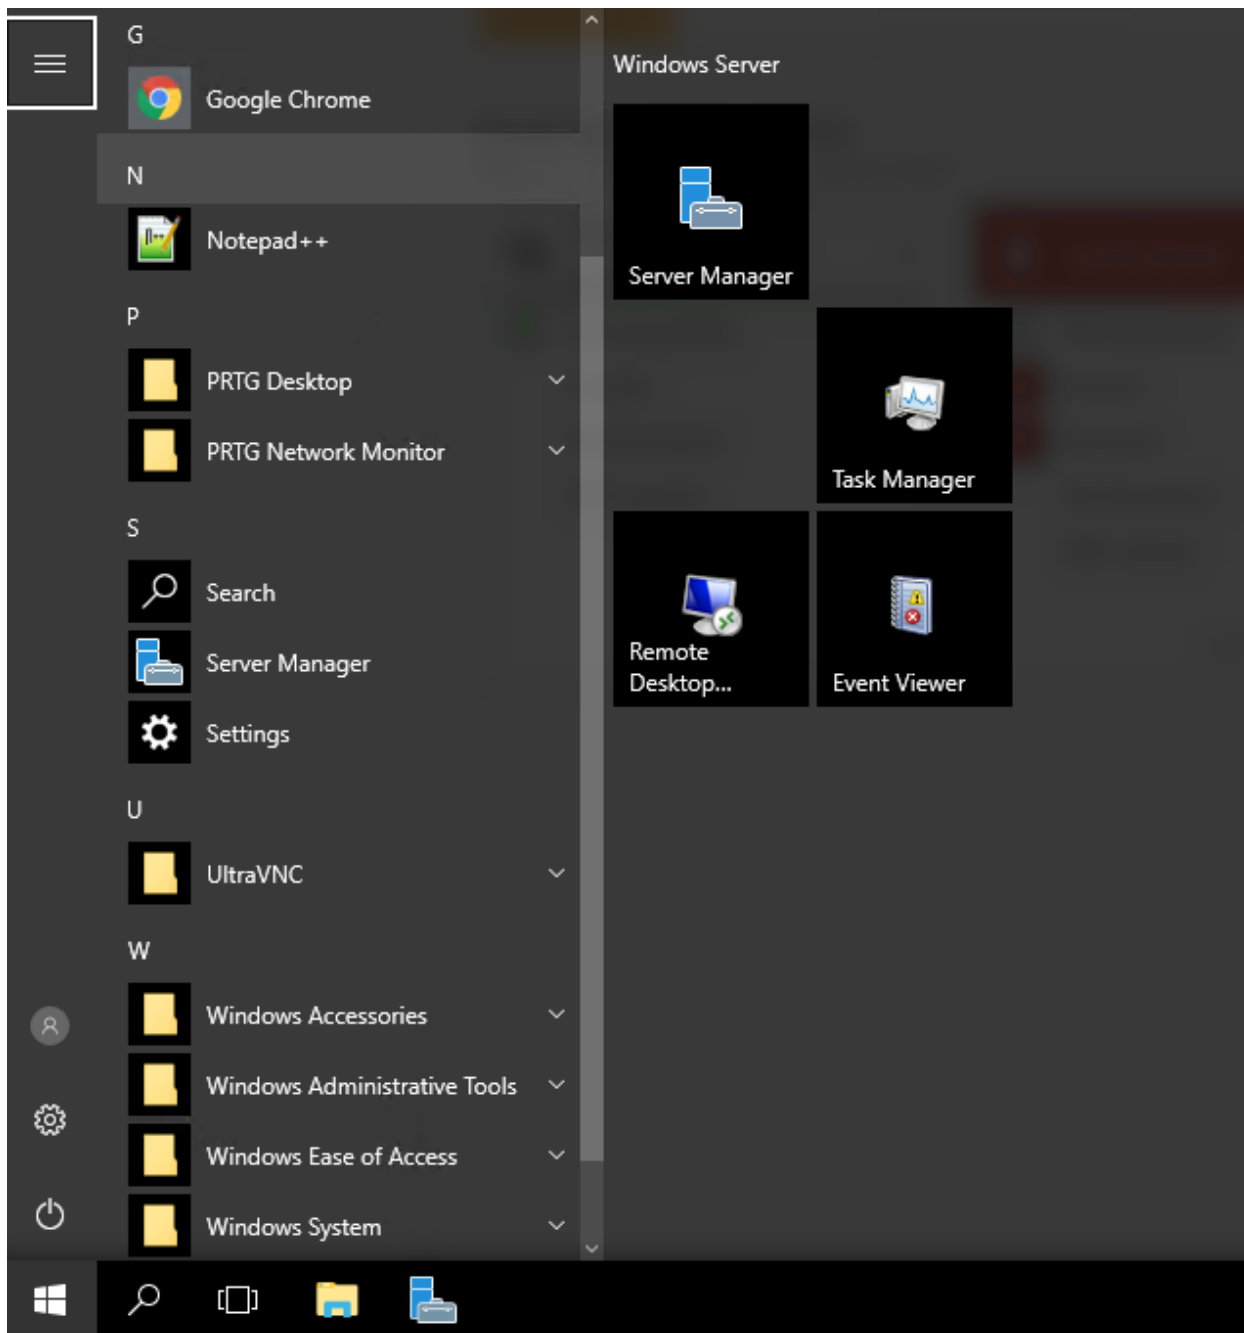 G
Google Chrome
N
Notepad++
P
PRTG Desktop
PRTG Network Monitor
S
Search
Server Manager
Settings
U
UltraVNC
W
Windows Accessories
Windows Administrative Tools
Windows Ease of Access
Windows System
Windows Server
Server Manager
Task Manager
Remote
Desktop...
Event Viewer